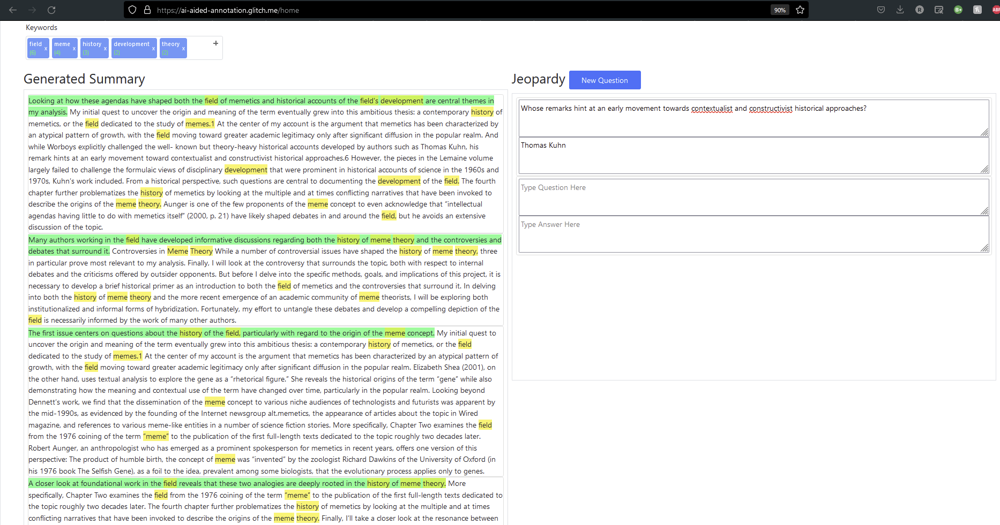 https://ai-aided-annotation.glitch.me/home
90%
Keywords
field x
(6)
meme x
(4)
history x
(3)
development x
(2)
theory x
(2)
+
Generated Summary
Looking at how these agendas have shaped both the field of memetics and historical accounts of the field's development are central themes in
my analysis. My initial quest to uncover the origin and meaning of the term eventually grew into this ambitious thesis: a contemporary history of
memetics, or the field dedicated to the study of memes.1 At the center of my account is the argument that memetics has been characterized by
an atypical pattern of growth, with the field moving toward greater academic legitimacy only after significant diffusion in the popular realm. And
while Worboys explicitly challenged the well- known but theory-heavy historical accounts developed by authors such as Thomas Kuhn, his
remark hints at an early movement toward contextualist and constructivist historical approaches.6 However, the pieces in the Lemaine volume
largely failed to challenge the formulaic views of disciplinary development that were prominent in historical accounts of science in the 1960s and
1970s, Kuhn's work included. From a historical perspective, such questions are central to documenting the development of the field. The fourth
chapter further problematizes the history of memetics by looking at the multiple and at times conflicting narratives that have been invoked to
describe the origins of the meme theory. Aunger is one of the few proponents of the meme concept to even acknowledge that “intellectual
agendas having little to do with memetics itself” (2000, p. 21) have likely shaped debates in and around the field, but he avoids an extensive
discussion of the topic.
Many authors working in the field have developed informative discussions regarding both the history of meme theory and the controversies and
debates that surround it. Controversies in Meme Theory While a number of controversial issues have shaped the history of meme theory, three
in particular prove most relevant to my analysis. Finally, I will look at the controversy that surrounds the topic, both with respect to internal
debates and the criticisms offered by outsider opponents. But before I delve into the specific methods, goals, and implications of this project, it is
necessary to develop a brief historical primer as an introduction to both the field of memetics and the controversies that surround it. In delving
into both the history of meme theory and the more recent emergence of an academic community of meme theorists, I will be exploring both
institutionalized and informal forms of hybridization. Fortunately, my effort to untangle these debates and develop a compelling depiction of the
field is necessarily informed by the work of many other authors.
The first issue centers on questions about the history of the field, particularly with regard to the origin of the meme concept. My initial quest to
uncover the origin and meaning of the term eventually grew into this ambitious thesis: a contemporary history of memetics, or the field
dedicated to the study of memes.1 At the center of my account is the argument that memetics has been characterized by an atypical pattern of
growth, with the field moving toward greater academic legitimacy only after significant diffusion in the popular realm. Elizabeth Shea (2001), on
the other hand, uses textual analysis to explore the gene as a “rhetorical figure.” She reveals the historical origins of the term “gene” while also
demonstrating how the meaning and contextual use of the term have changed over time, particularly in the popular realm. Looking beyond
Dennett's work, we find that the dissemination of the meme concept to various niche audiences of technologists and futurists was apparent by
the mid-1990s, as evidenced by the founding of the Internet newsgroup alt.memetics, the appearance of articles about the topic in Wired
magazine, and references to various meme-like entities in a number of science fiction stories. More specifically, Chapter Two examines the field
from the 1976 coining of the term “meme” to the publication of the first full-length texts dedicated to the topic roughly two decades later.
Robert Aunger, an anthropologist who has emerged as a prominent spokesperson for memetics in recent years, offers one version of this
perspective: The product of humble birth, the concept of meme was “invented” by the zoologist Richard Dawkins of the University of Oxford (in
his 1976 book The Selfish Gene), as a foil to the idea, prevalent among some biologists, that the evolutionary process applies only to genes.
A closer look at foundational work in the field reveals that these two analogies are deeply rooted in the history of meme theory. More
specifically, Chapter Two examines the field from the 1976 coining of the term “meme” to the publication of the first full-length texts dedicated to
the topic roughly two decades later. The fourth chapter further problematizes the history of memetics by looking at the multiple and at times
conflicting narratives that have been invoked to describe the origins of the meme theory. Finally, I'll take a closer look at the resonance between
Jeopardy
New Question
Whose remarks hint at an early movement towards contextualist and constructivist historical approaches?
Thomas Kuhn
Type Question Here
Type Answer Here